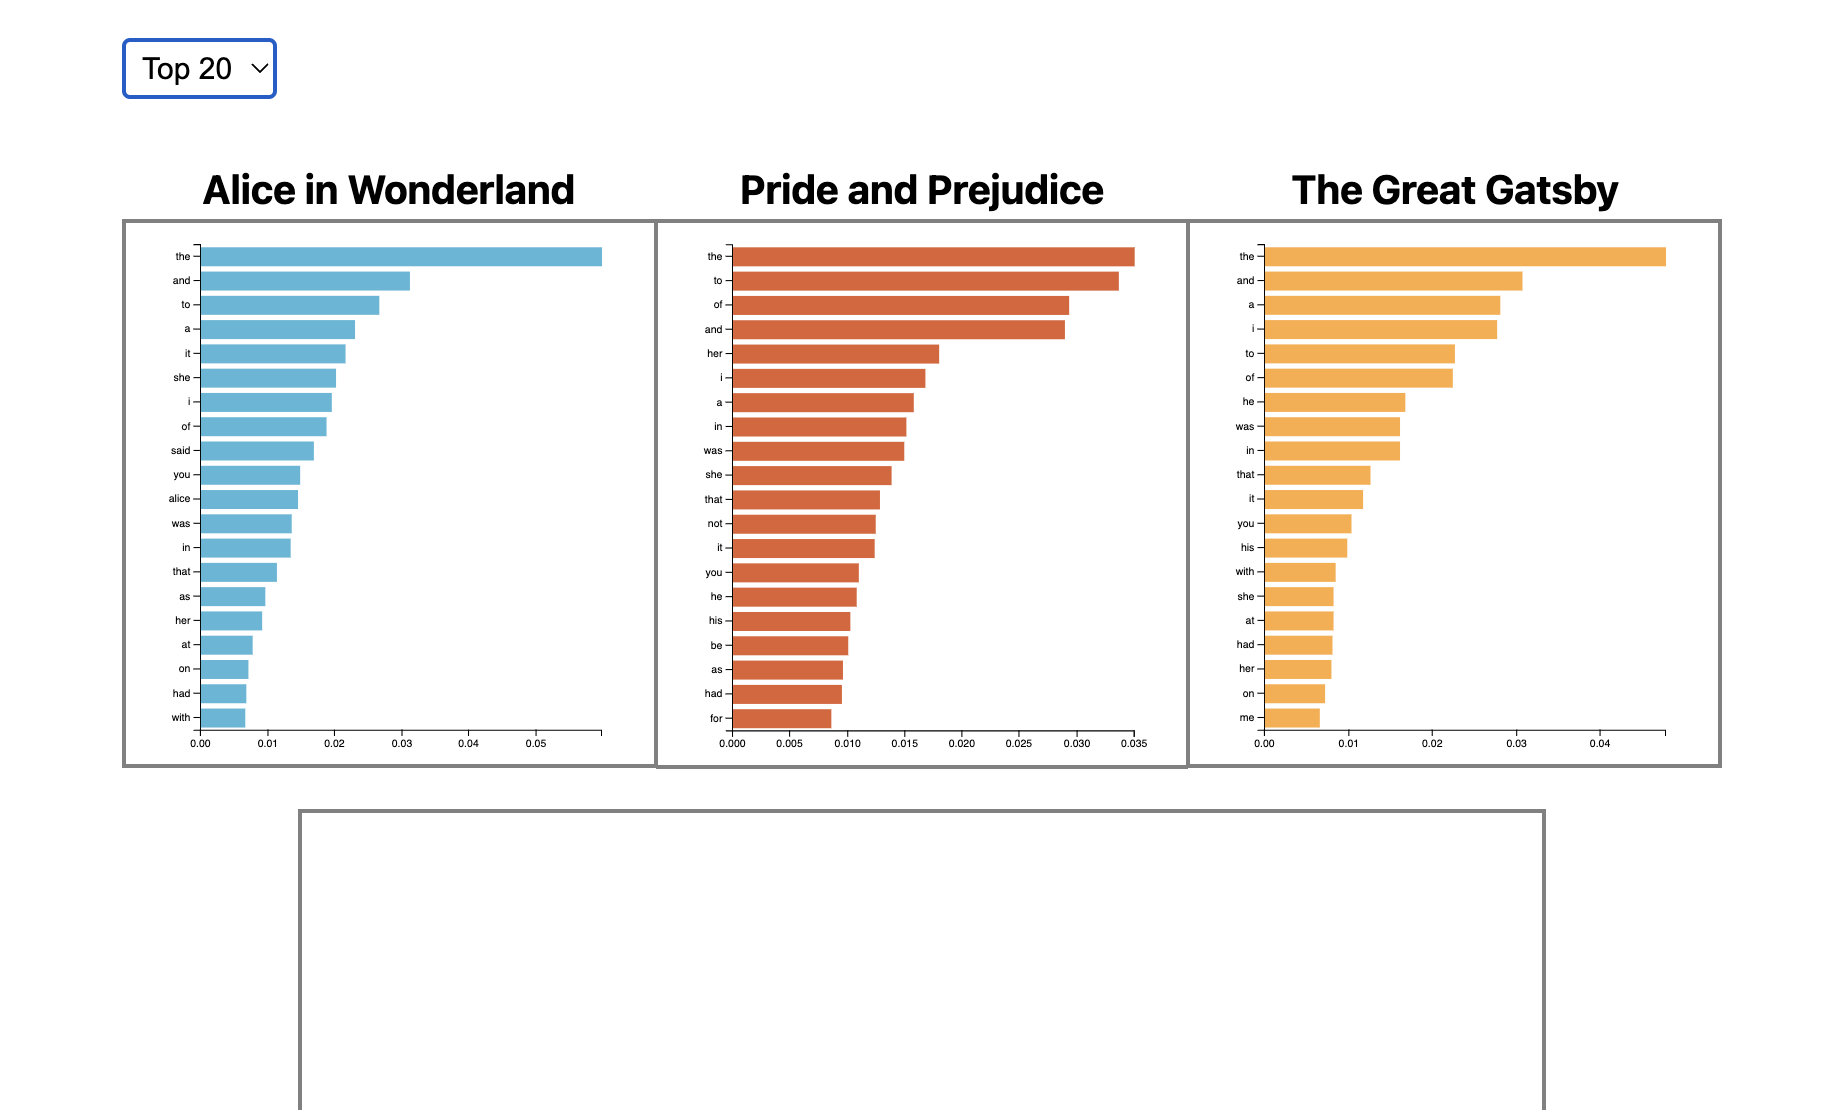 Top 20
Alice in Wonderland
the
and
to
a
it
she
i
of
said
you
alice
was
in
that
as
her
at
on
had
with
0.00 0.01 0.02 0.03 0.04 0.05
Pride and Prejudice
the
to
of
and
her
i
a
in
was
she
that
not
it
you
he
his
be
as
had
for
0.000 0.005 0.010 0.015 0.020 0.025 0.030 0.035
The Great Gatsby
the
and
a
i
to
of
he
was
in
that
it
you
his
with
she
at
had
her
on
me
0.00 0.01 0.02 0.03 0.04